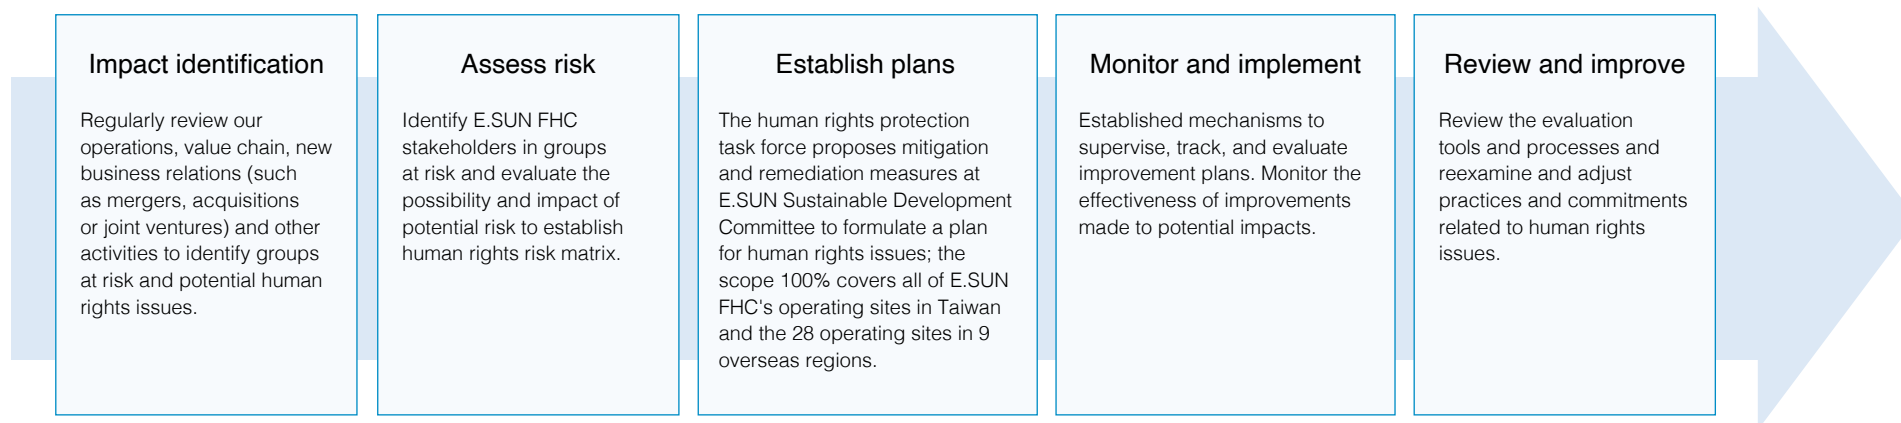 Impact identification
Regularly review our
operations, value chain, new
business relations (such
as mergers, acquisitions
or joint ventures) and other
activities to identify groups
at risk and potential human
rights issues.
Assess risk
Identify E.SUN FHC
stakeholders in groups
at risk and evaluate the
possibility and impact of
potential risk to establish
human rights risk matrix.
Establish plans
The human rights protection
task force proposes mitigation
and remediation measures at
E.SUN Sustainable Development
Committee to formulate a plan
for human rights issues; the
scope 100% covers all of E.SUN
FHC's operating sites in Taiwan
and the 28 operating sites in 9
overseas regions.
Monitor and implement
Established mechanisms to
supervise, track, and evaluate
improvement plans. Monitor the
effectiveness of improvements
made to potential impacts.
Review and improve
Review the evaluation
tools and processes and
reexamine and adjust
practices and commitments
related to human rights
issues.